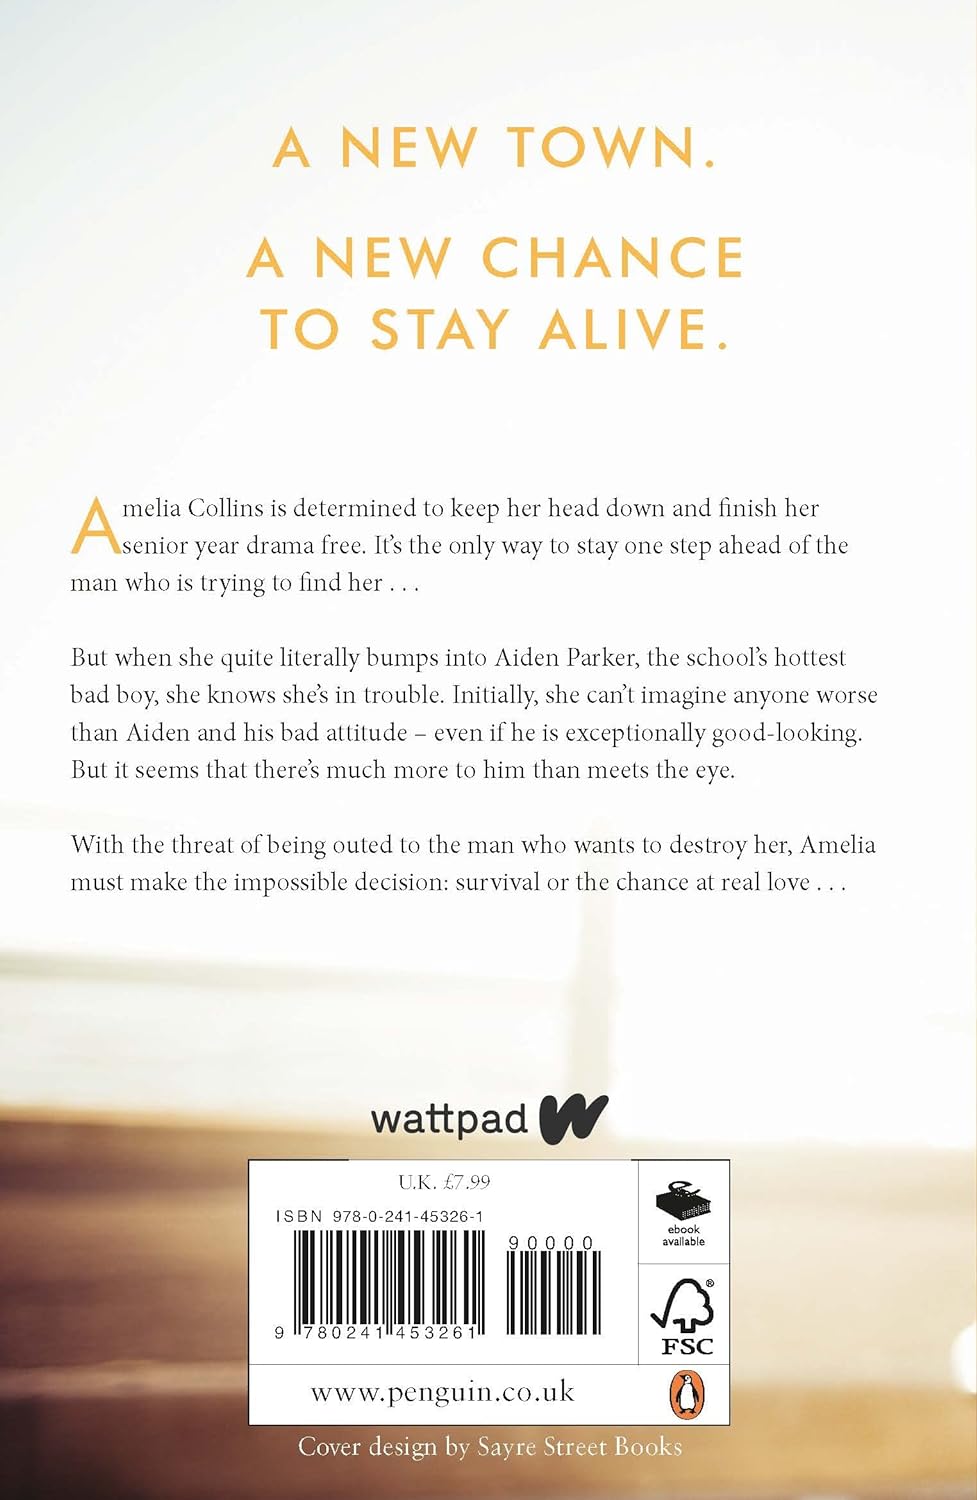 A NEW TOWN.
A NEW CHANCE
TO STAY ALIVE.
Amelia Collins is determined to keep her head down and finish her
senior year drama free. It's the only way to stay one step ahead of the
man who is trying to find her . . .
But when she quite literally bumps into Aiden Parker, the school's hottest
bad boy, she knows she's in trouble. Initially, she can't imagine anyone worse
than Aiden and his bad attitude – even if he is exceptionally good-looking.
But it seems that there's much more to him than meets the eye.
With the threat of being outed to the man who wants to destroy her, Amelia
must make the impossible decision: survival or the chance at real love . . .
wattpad
U.K. £7.99
ISBN 978-0-241-45326-1
90000
9 780241 453261
ebook
available
®
FSC
www.penguin.co.uk
Cover design by Sayre Street Books